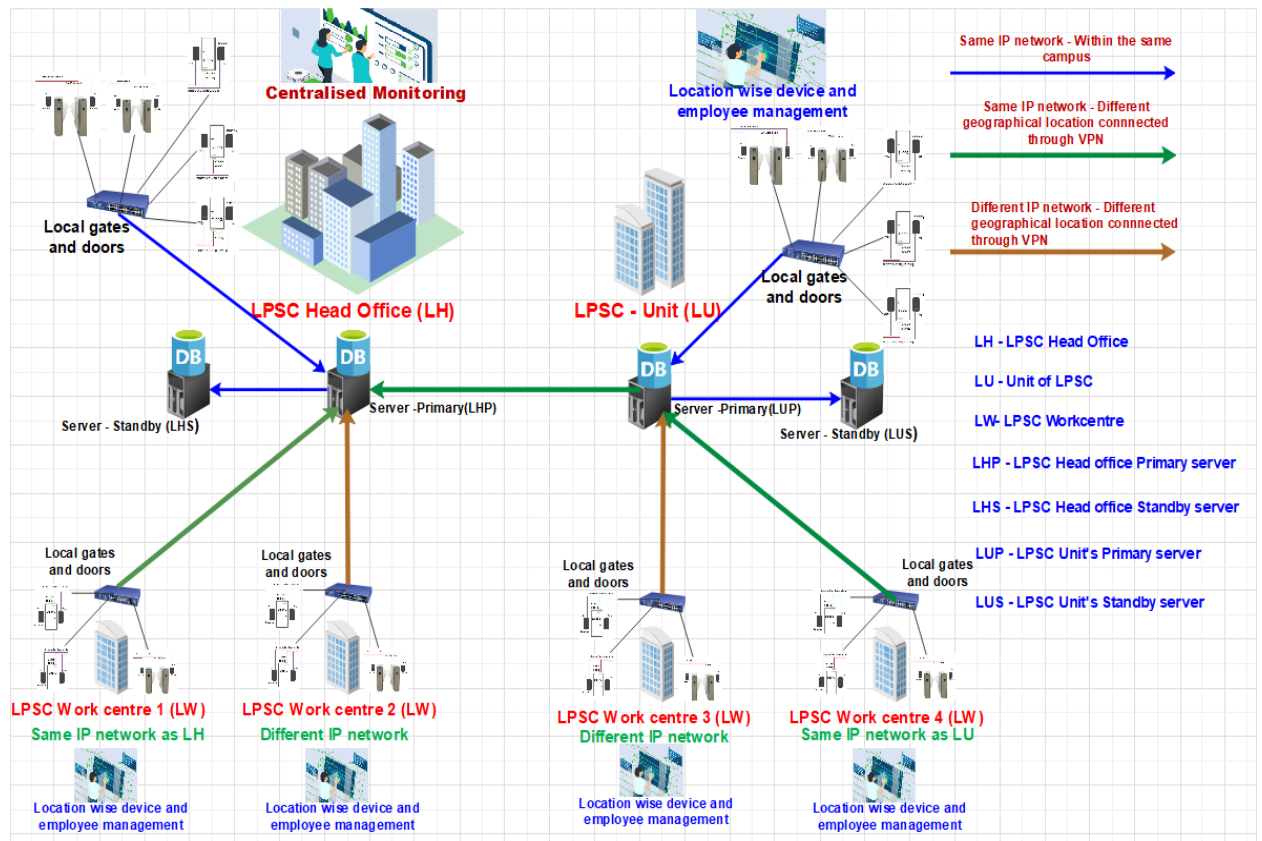 Centralised Monitoring
Location wise device and
employee management
Same IP network - Within the same
campus
Same IP network - Different
geographical location connnected
through VPN
Different IP network - Different
geographical location connnected
through VPN
Local gates
and doors
LPSC Head Office (LH)
LPSC - Unit (LU)
Local gates
and doors
DB
DB
DB
DB
Server - Standby (LHS)
Server -Primary(LHP)
Server -Primary(LUP)
Server - Standby (LUS)
LH - LPSC Head Office
LU - Unit of LPSC
LW- LPSC Workcentre
LHP - LPSC Head office Primary server
LHS - LPSC Head office Standby server
LUP - LPSC Unit's Primary server
LUS - LPSC Unit's Standby server
Local gates
and doors
Local gates
and doors
Local gates
and doors
Local gates
and doors
LPSC Work centre 1 (LW)
Same IP network as LH
LPSC Work centre 2 (LW)
Different IP network
LPSC Work centre 3 (LW)
Different IP network
LPSC Work centre 4 (LW)
Same IP network as LU
Location wise device and
employee management
Location wise device and
employee management
Location wise device and
employee management
Location wise device and
employee management